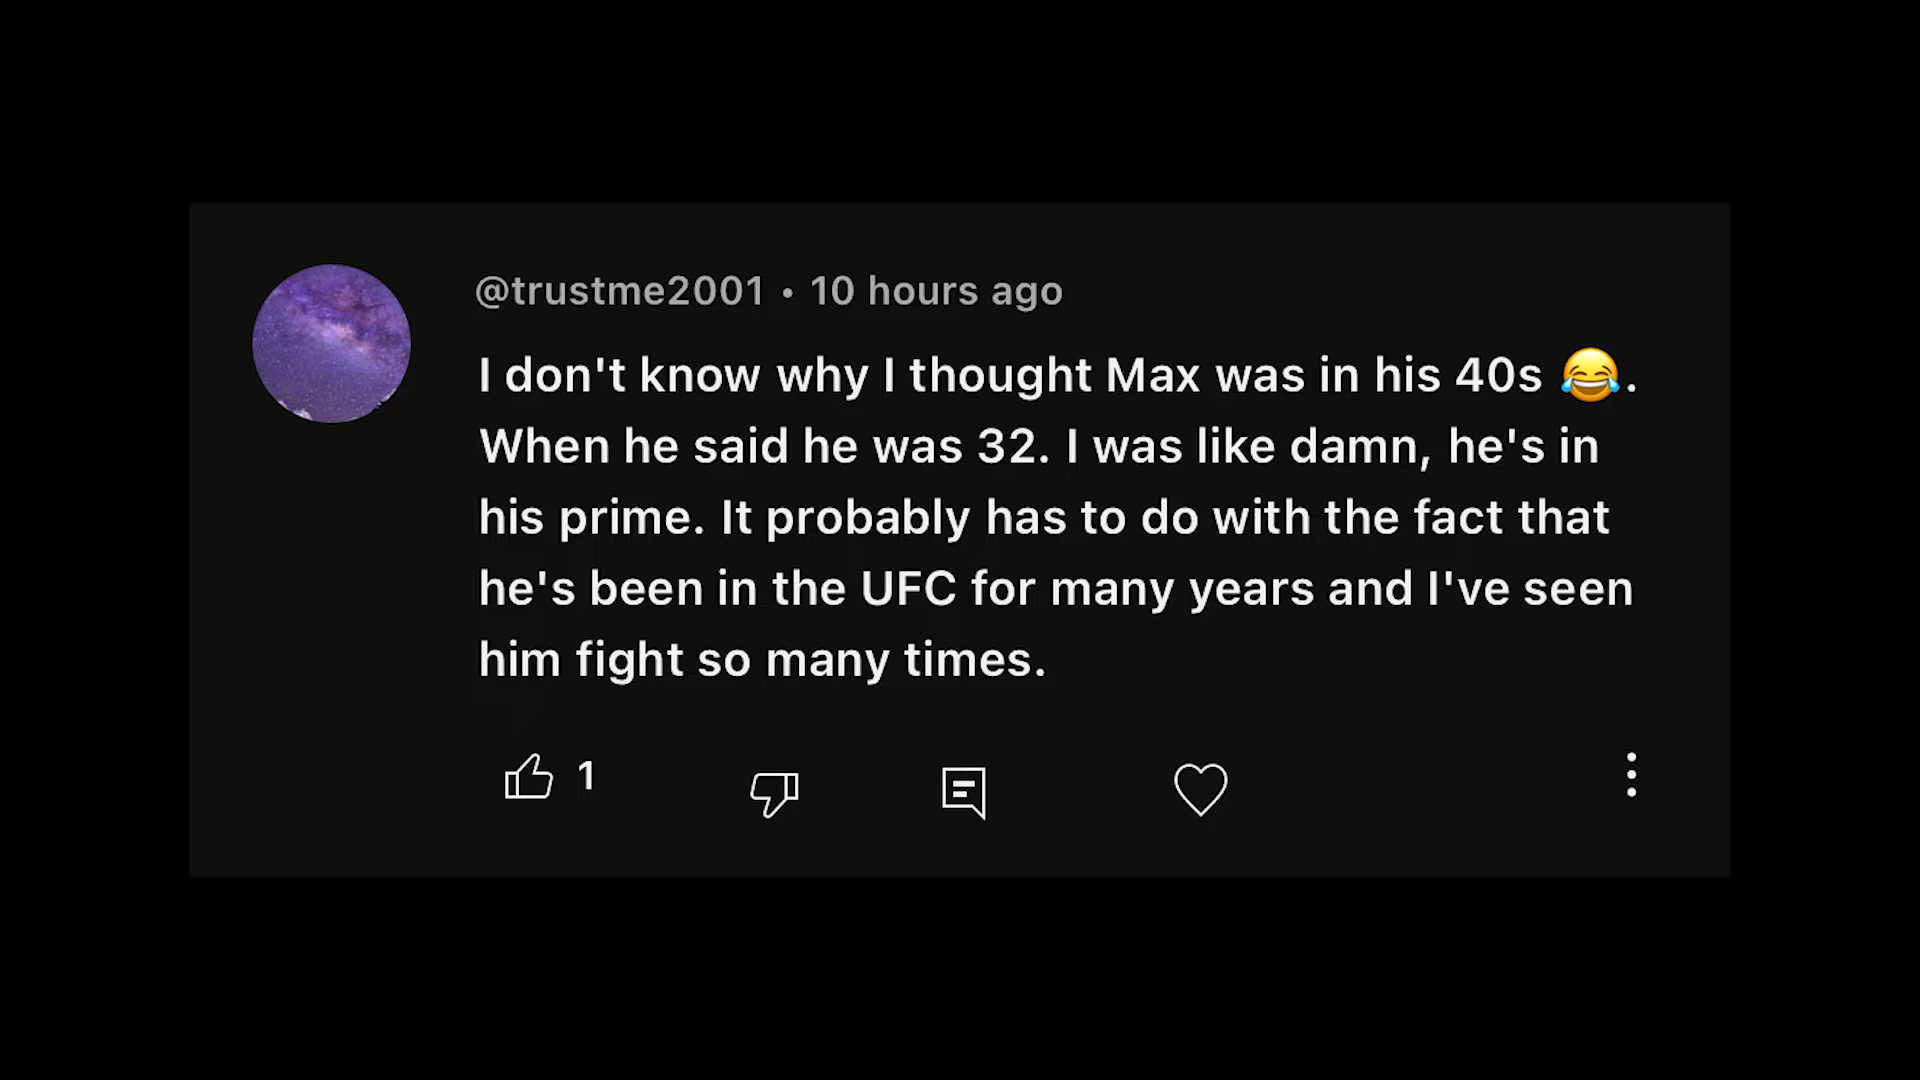 @trustme2001 • 10 hours ago
I don't know why I thought Max was in his 40s 😂.
When he said he was 32. I was like damn, he's in
his prime. It probably has to do with the fact that
he's been in the UFC for many years and I've seen
him fight so many times.
1